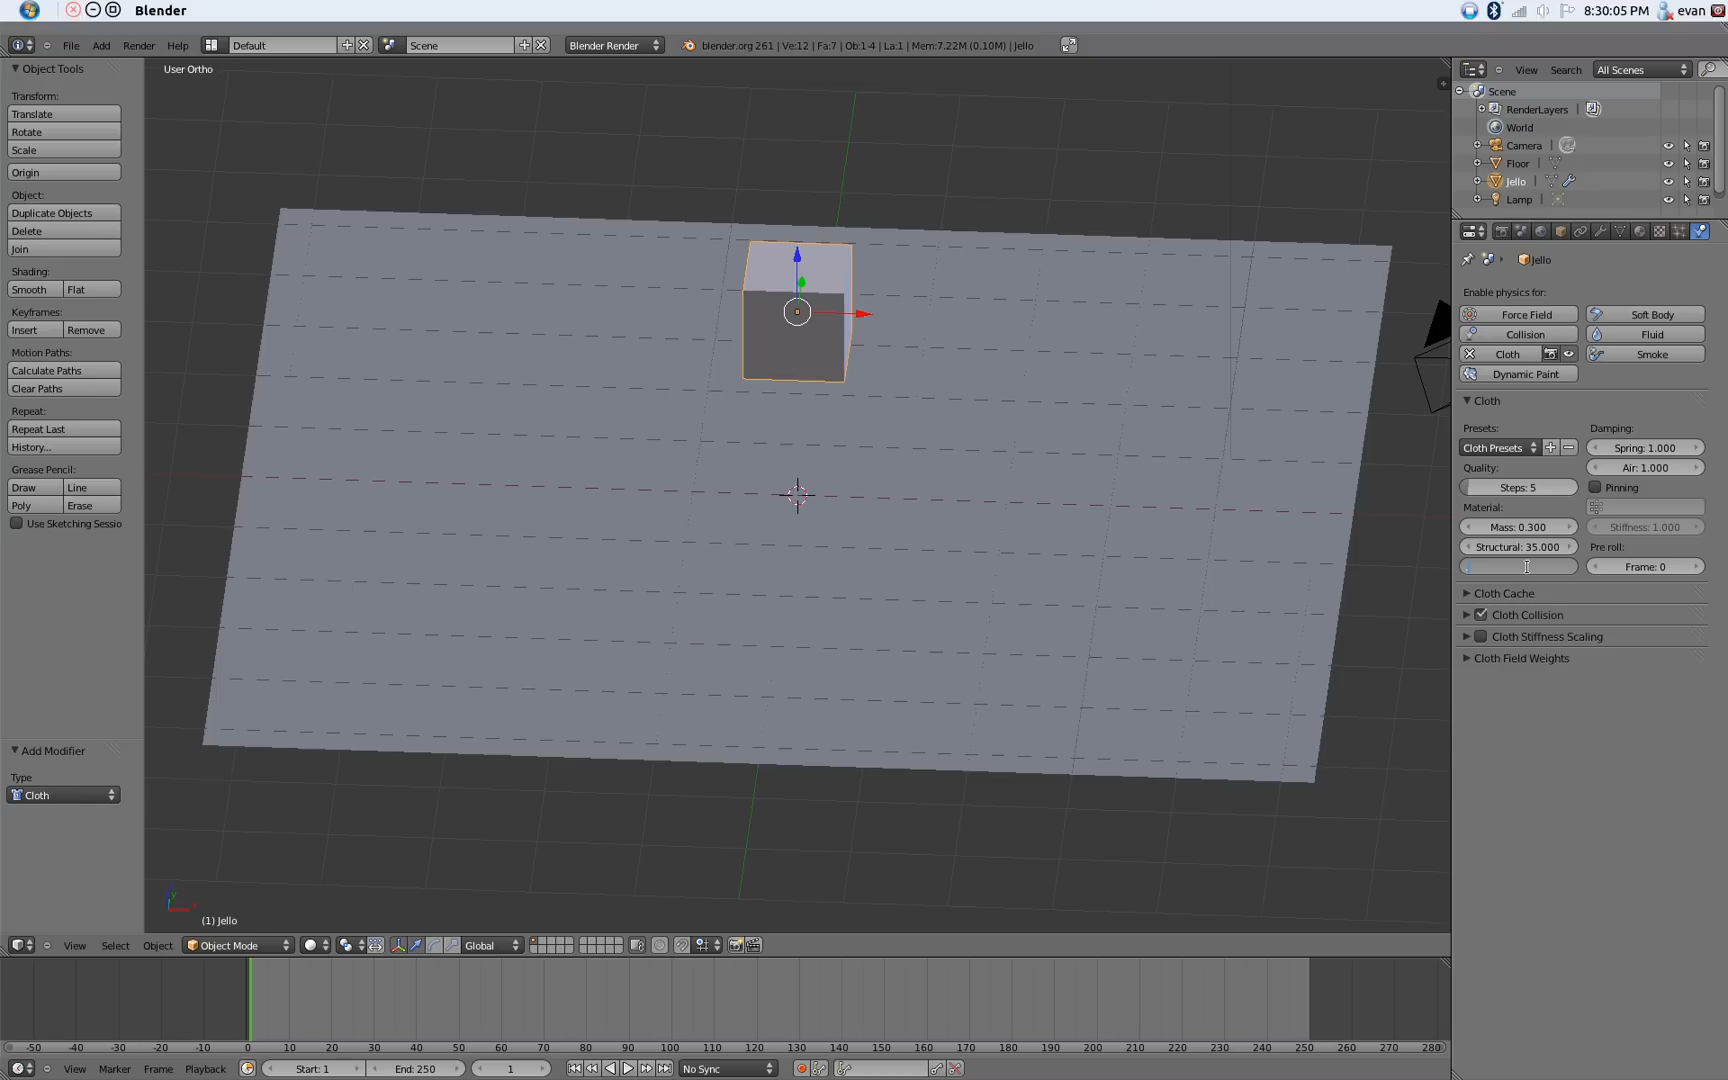 Blender 8:30:05 PM evan
File Add Render Help Default Scene Blender Render blender.org 261 | Ve:12 | Fa:7 | Ob:1-4 | La:1 | Mem:7.22M (0.10M) | Jello
Object Tools
Transform:
Translate
Rotate
Scale
Origin
Object:
Duplicate Objects
Delete
Join
Shading:
Smooth Flat
Keyframes:
Insert Remove
Motion Paths:
Calculate Paths
Clear Paths
Repeat:
Repeat Last
History...
Grease Pencil:
Draw Line
Poly Erase
Use Sketching Sessio
Add Modifier
Type
Cloth
User Ortho
(1) Jello
View Select Object Object Mode Global
View Search All Scenes
Scene
RenderLayers
World
Camera
Floor
Jello
Lamp
Jello
Enable physics for:
Force Field Soft Body
Collision Fluid
Cloth Smoke
Dynamic Paint
Cloth
Presets: Damping:
Cloth Presets Spring: 1.000
Quality: Air: 1.000
Steps: 5 Pinning
Material:
Mass: 0.300 Stiffness: 1.000
Structural: 35.000 Pre roll:
Frame: 0
Cloth Cache
Cloth Collision
Cloth Stiffness Scaling
Cloth Field Weights
-50 -40 -30 -20 -10 0 10 20 30 40 50 60 70 80 90 100 110 120 130 140 150 160 170 180 190 200 210 220 230 240 250 260 270 280
View Marker Frame Playback Start: 1 End: 250 1 No Sync